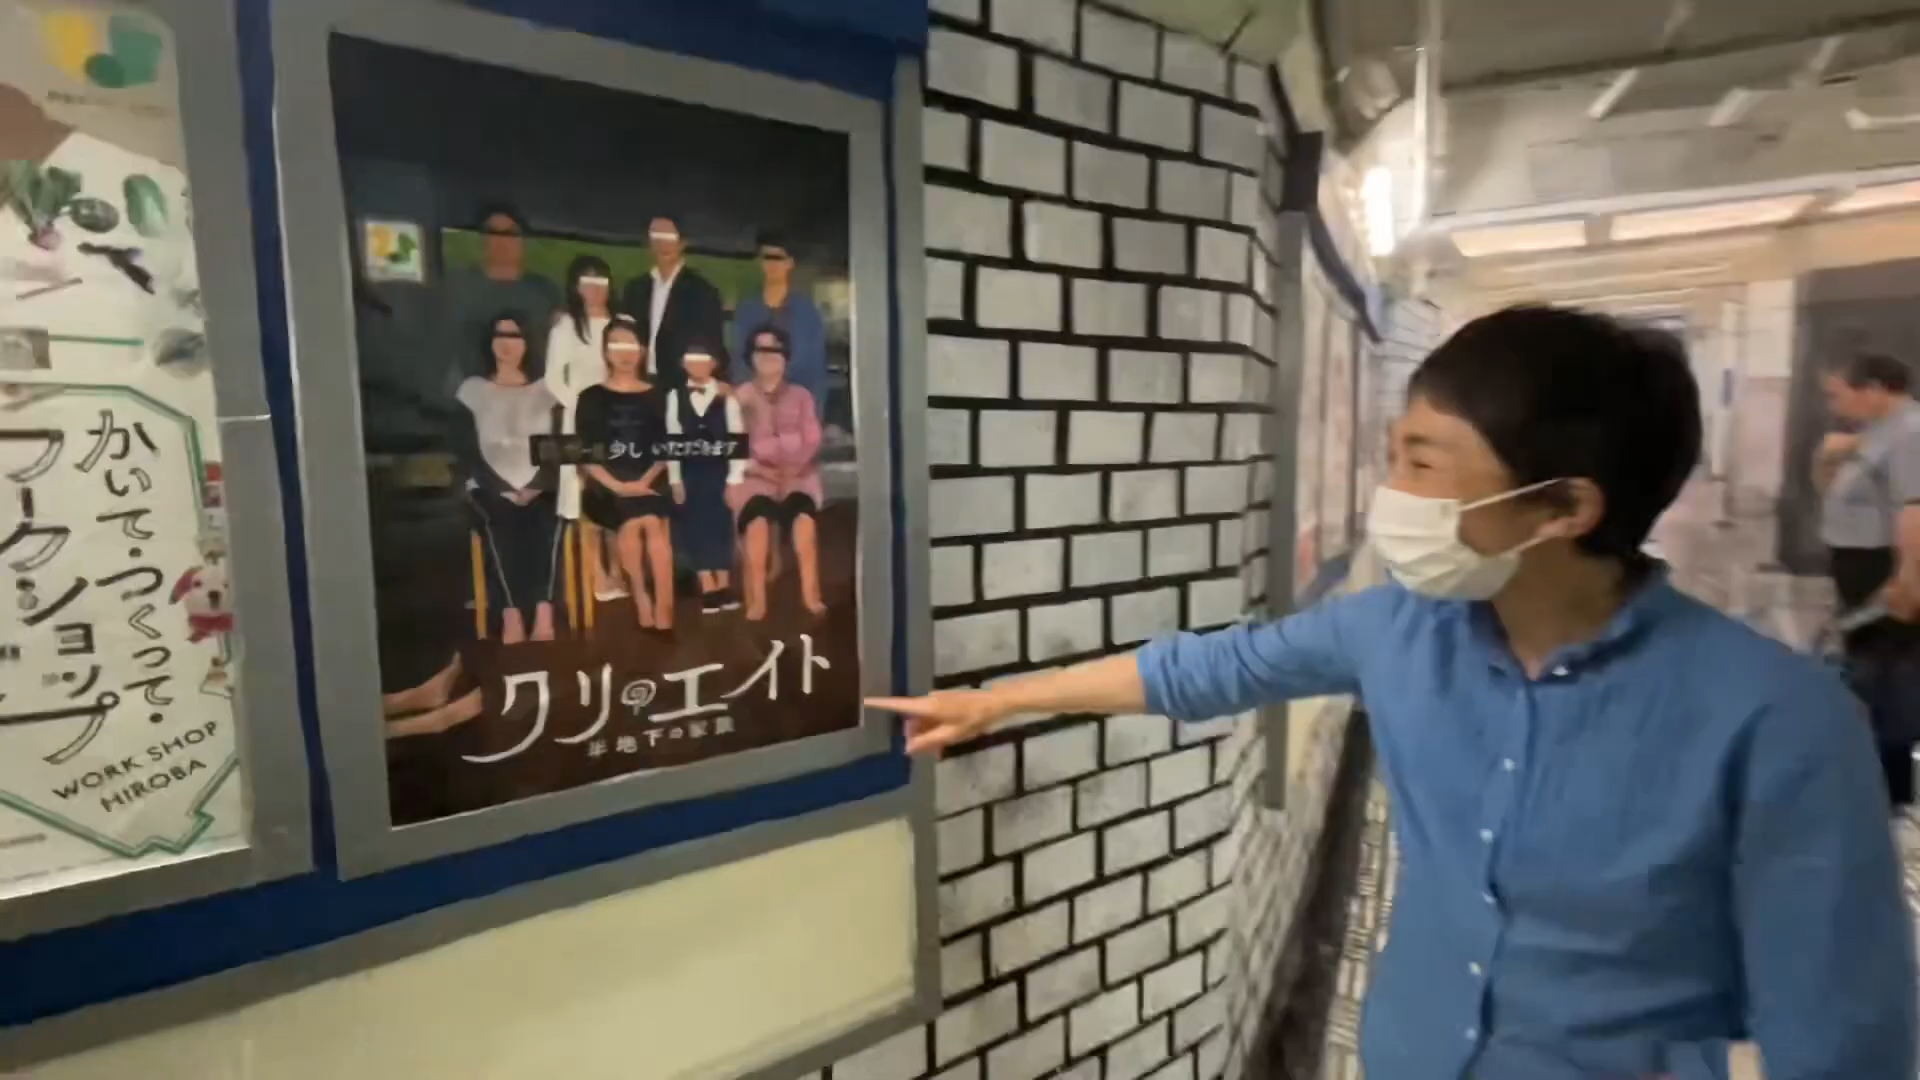 かいて・つくって・
ワークショップ
WORK SHOP
HIROBA
少し いただきます
クリエイト
半地下の家族